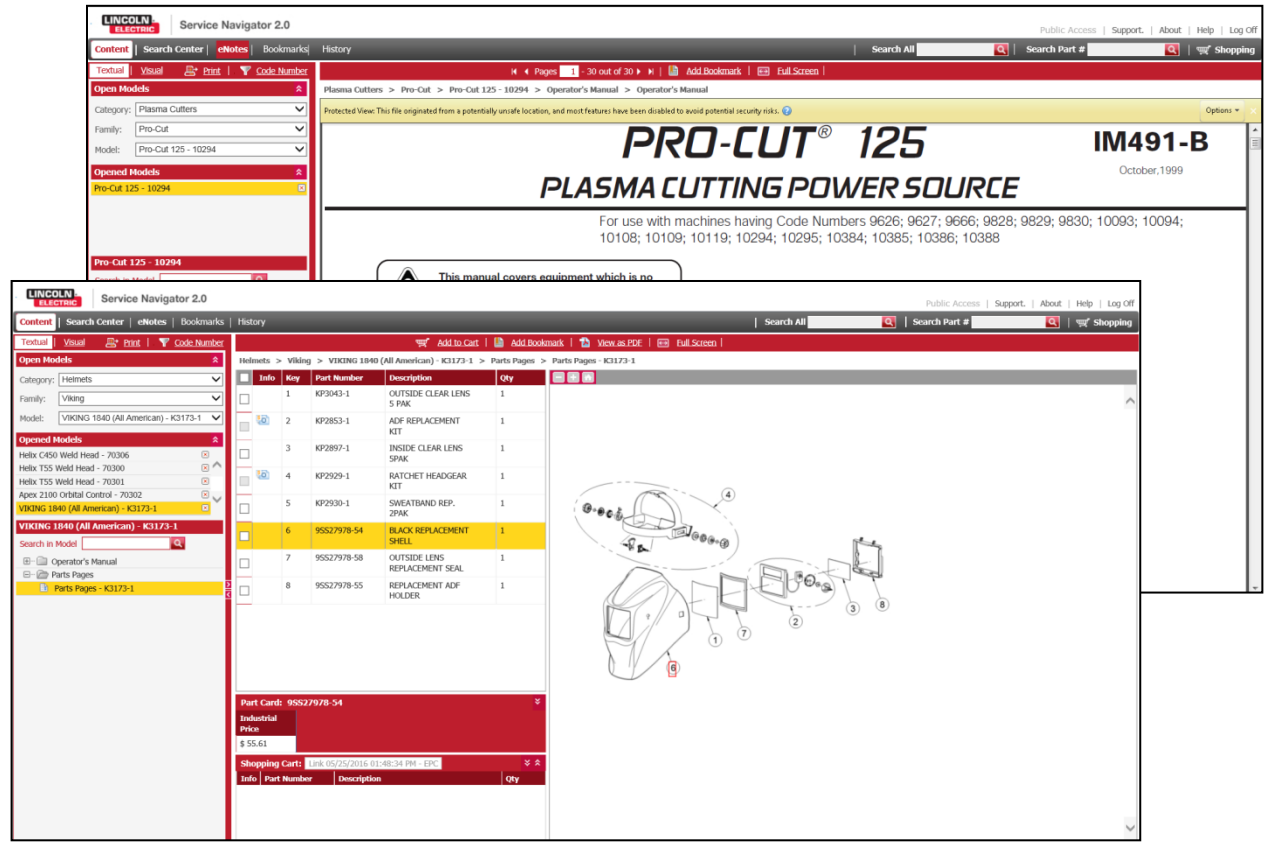 LINCOLN ELECTRIC
Service Navigator 2.0
Public Access | Support. | About | Help | Log Off
Content | Search Center | eNotes | Bookmarks | History | Search All | Search Part # | Shopping
Textual | Visual Print | Code Number
Pages 1 - 30 out of 30 | Add Bookmark | Full Screen |
Open Models
Plasma Cutters > Pro-Cut > Pro-Cut 125 - 10294 > Operator's Manual > Operator's Manual
Category: Plasma Cutters
Protected View: This file originated from a potentially unsafe location, and most features have been disabled to avoid potential security risks. Options
Family: Pro-Cut
Model: Pro-Cut 125 - 10294
PRO-CUT® 125
IM491-B
October,1999
Opened Models
Pro-Cut 125 - 10294
PLASMA CUTTING POWER SOURCE
For use with machines having Code Numbers 9626; 9627; 9666; 9828; 9829; 9830; 10093; 10094;
10108; 10109; 10119; 10294; 10295; 10384; 10385; 10386; 10388
Pro-Cut 125 - 10294
Search in Model
This manual covers equipment which is no
LINCOLN ELECTRIC
Service Navigator 2.0
Public Access | Support. | About | Help | Log Off
Content | Search Center | eNotes | Bookmarks | History | Search All | Search Part # | Shopping
Textual | Visual Print | Code Number
Add to Cart | Add Bookmark | View as PDF | Full Screen |
Open Models
Helmets > Viking > VIKING 1840 (All American) - K3173-1 > Parts Pages > Parts Pages - K3173-1
Category: Helmets
Family: Viking
Model: VIKING 1840 (All American) - K3173-1
Opened Models
Helix C450 Weld Head - 70306
Helix T55 Weld Head - 70300
Helix T55 Weld Head - 70301
Apex 2100 Orbital Control - 70302
VIKING 1840 (All American) - K3173-1
VIKING 1840 (All American) - K3173-1
Search in Model
Operator's Manual
Parts Pages
Parts Pages - K3173-1
Info Key Part Number Description Qty
1 KP3043-1 OUTSIDE CLEAR LENS 1
5 PAK
2 KP2853-1 ADF REPLACEMENT 1
KIT
3 KP2897-1 INSIDE CLEAR LENS 1
5PAK
4 KP2929-1 RATCHET HEADGEAR 1
KIT
5 KP2930-1 SWEATBAND REP. 1
2PAK
6 9SS27978-54 BLACK REPLACEMENT 1
SHELL
7 9SS27978-58 OUTSIDE LENS 1
REPLACEMENT SEAL
8 9SS27978-55 REPLACEMENT ADF 1
HOLDER
4
8
3
2
7
1
6
Part Card: 9SS27978-54
Industrial
Price
$ 55.61
Shopping Cart: Link 05/25/2016 01:48:34 PM - EPC
Info Part Number Description Qty